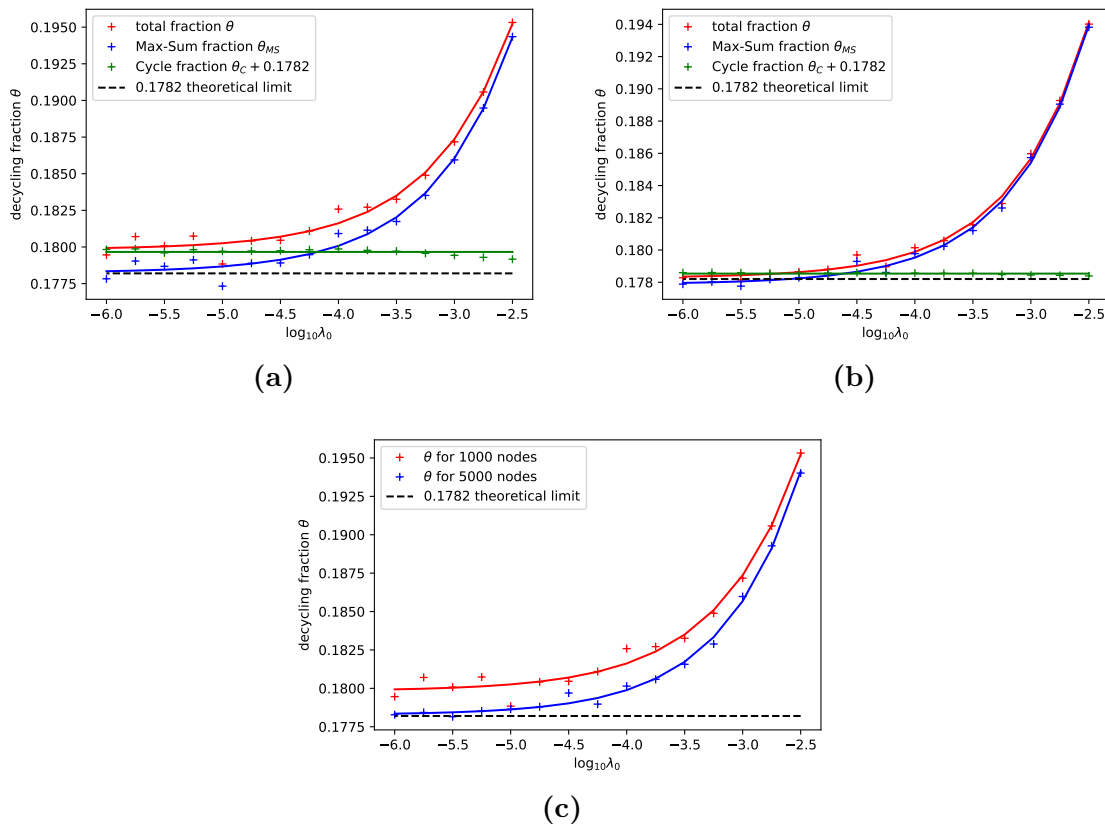 total fraction θ
Max-Sum fraction θ_MS
Cycle fraction θ_C + 0.1782
0.1782 theoretical limit
decycling fraction θ
0.1950
0.1925
0.1900
0.1875
0.1850
0.1825
0.1800
0.1775
−6.0 −5.5 −5.0 −4.5 −4.0 −3.5 −3.0 −2.5
log₁₀λ₀
(a)
total fraction θ
Max-Sum fraction θ_MS
Cycle fraction θ_C + 0.1782
0.1782 theoretical limit
decycling fraction θ
0.194
0.192
0.190
0.188
0.186
0.184
0.182
0.180
0.178
−6.0 −5.5 −5.0 −4.5 −4.0 −3.5 −3.0 −2.5
log₁₀λ₀
(b)
θ for 1000 nodes
θ for 5000 nodes
0.1782 theoretical limit
decycling fraction θ
0.1950
0.1925
0.1900
0.1875
0.1850
0.1825
0.1800
0.1775
−6.0 −5.5 −5.0 −4.5 −4.0 −3.5 −3.0 −2.5
log₁₀λ₀
(c)